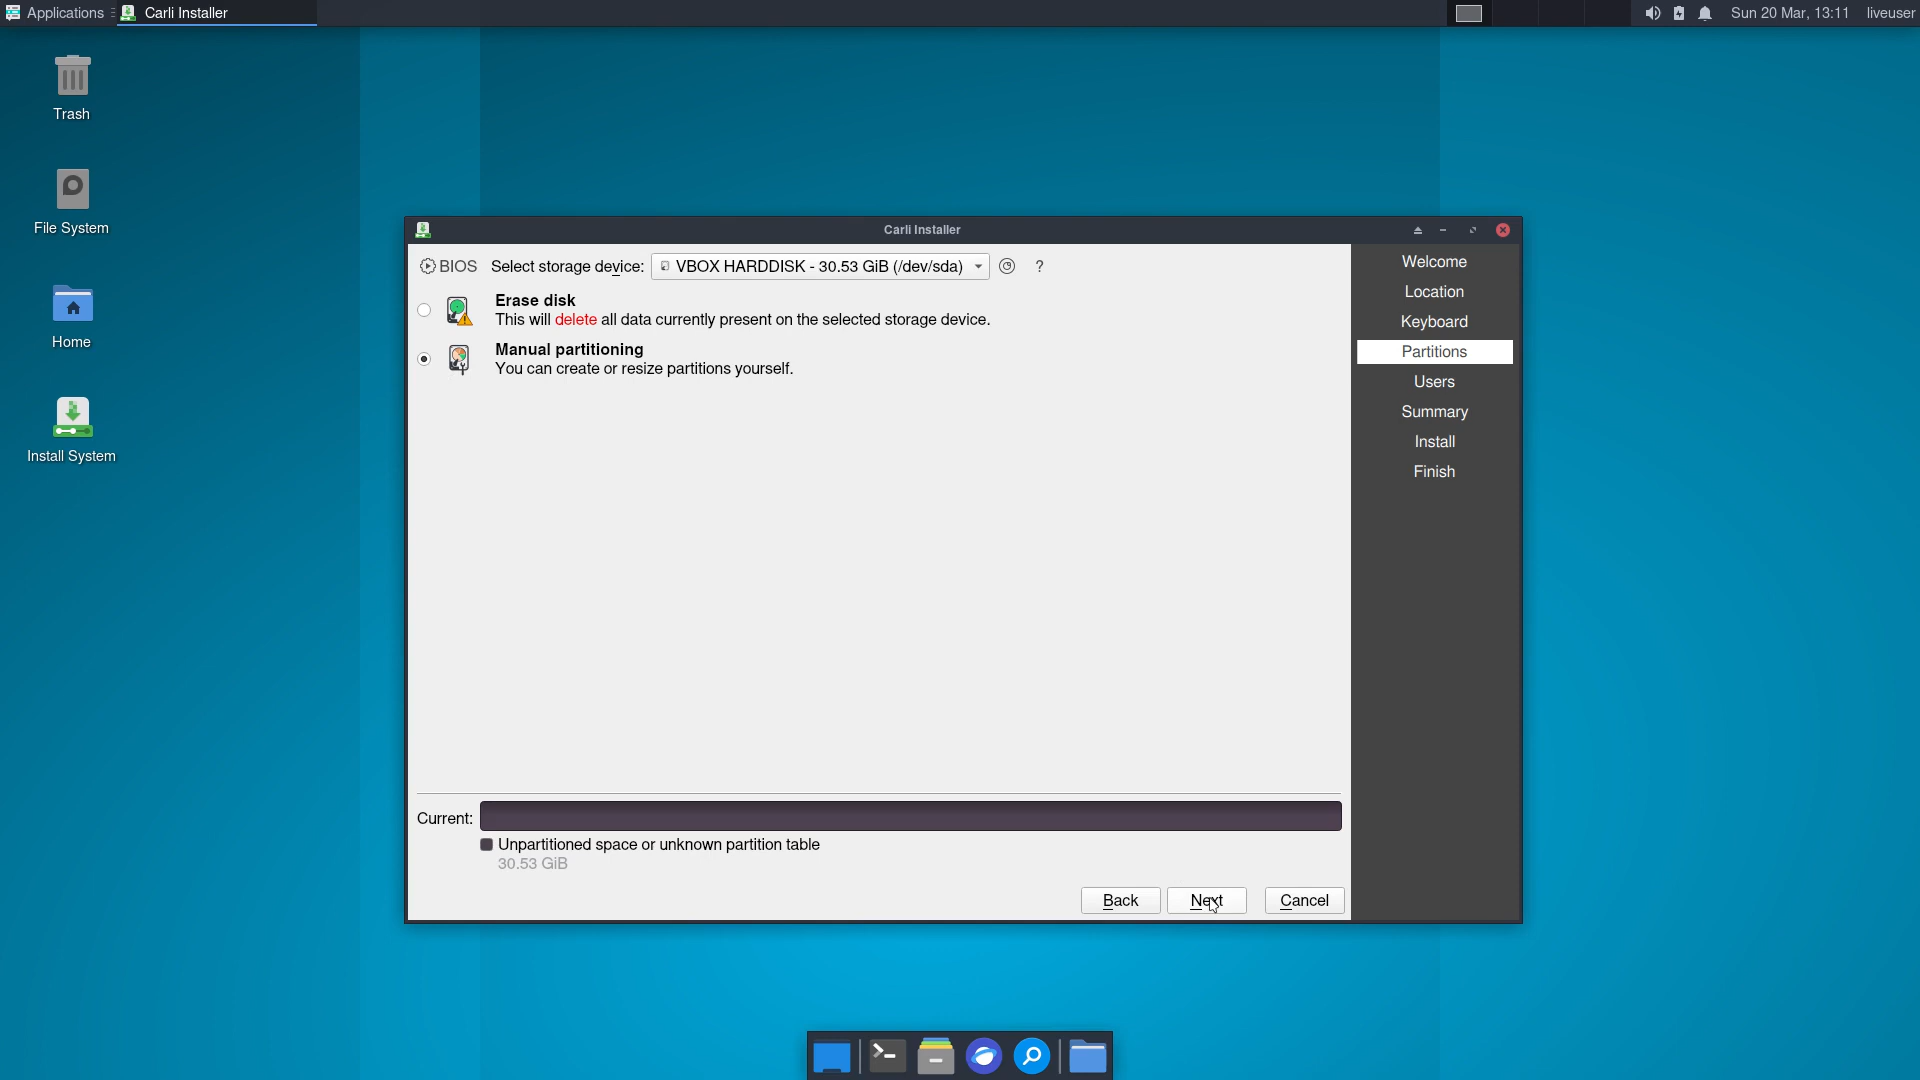 Applications
Carli Installer
Sun 20 Mar, 13:11
liveuser
Trash
File System
Home
Install System
Carli Installer
BIOS
Select storage device:
VBOX HARDDISK - 30.53 GiB (/dev/sda)
?
Erase disk
This will delete all data currently present on the selected storage device.
Manual partitioning
You can create or resize partitions yourself.
Current:
Unpartitioned space or unknown partition table
30.53 GiB
Back
Next
Cancel
Welcome
Location
Keyboard
Partitions
Users
Summary
Install
Finish